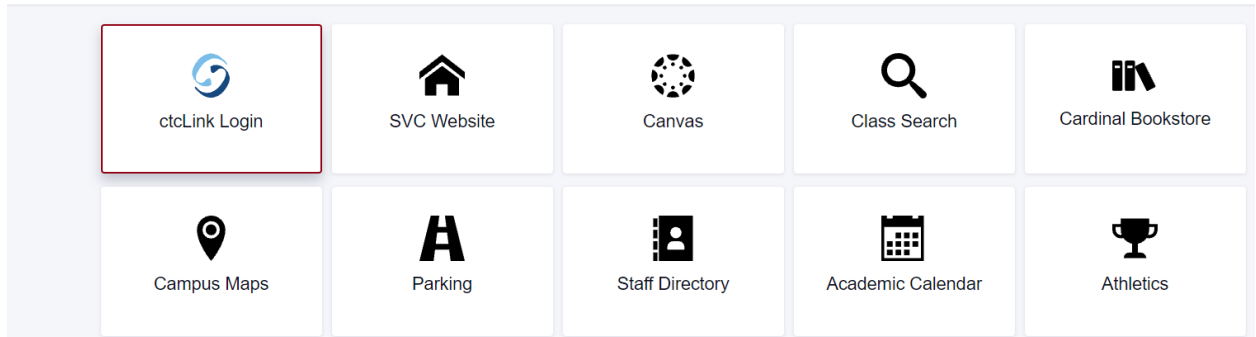 ctcLink Login
SVC Website
Canvas
Class Search
Cardinal Bookstore
Campus Maps
Parking
Staff Directory
Academic Calendar
Athletics